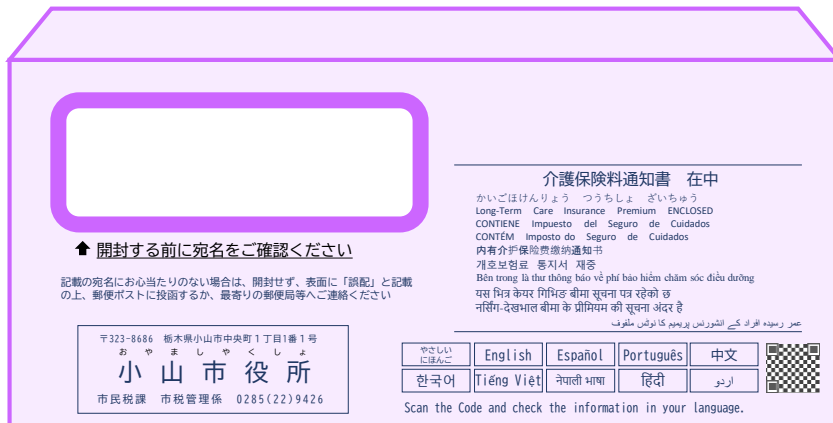 ⬆ 開封する前に宛名をご確認ください
記載の宛名にお心当たりのない場合は、開封せず、表面に「誤配」と記載
の上、郵便ポストに投函するか、最寄りの郵便局等へご連絡ください
〒323-8686 栃木県小山市中央町1丁目1番1号
お や ま し や く し ょ
小 山 市 役 所
市民税課 市税管理係 0285(22)9426
介護保険料通知書 在中
かいごほけんりょう つうちしょ ざいちゅう
Long-Term Care Insurance Premium ENCLOSED
CONTIENE Impuesto del Seguro de Cuidados
CONTÉM Imposto do Seguro de Cuidados
内有介护保险费缴纳通知书
개호보험료 통지서 재중
Bên trong là thư thông báo về phí bảo hiểm chăm sóc điều dưỡng
यस भित्र केयर गिभिङ बीमा सूचना पत्र रहेको छ
नर्सिंग-देखभाल बीमा के प्रीमियम की सूचना अंदर है
عمر رسیدہ افراد کے انشورنس پریمیم کا نوٹس ملفوف
やさしい
にほんご
English
Español
Português
中文
한국어
Tiếng Việt
नेपाली भाषा
हिंदी
اردو
Scan the Code and check the information in your language.